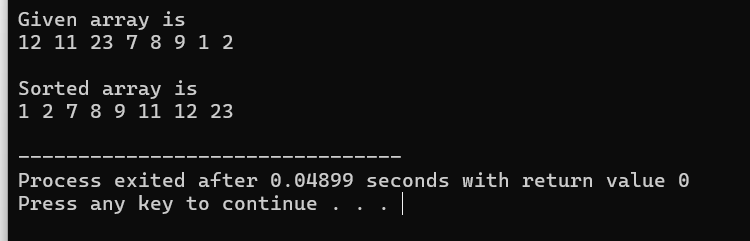 Given array is
12 11 23 7 8 9 1 2
Sorted array is
1 2 7 8 9 11 12 23
--------------------------------
Process exited after 0.04899 seconds with return value 0
Press any key to continue . . .